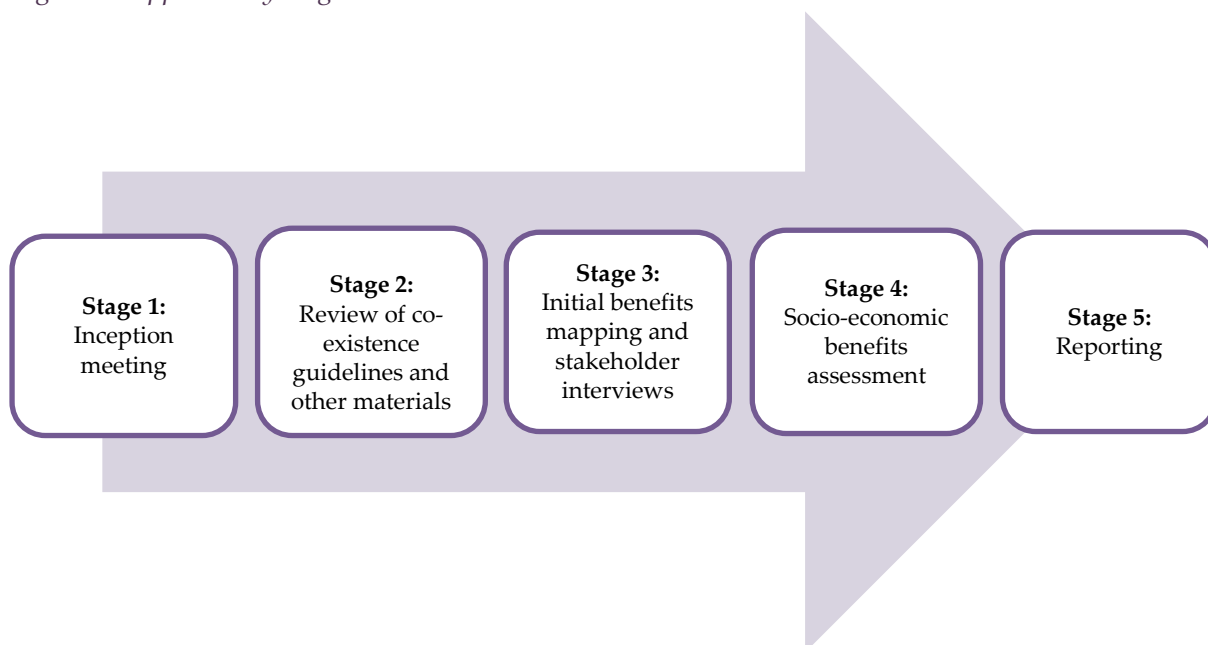 Stage 1:
Inception
meeting
Stage 2:
Review of co-
existence
guidelines and
other materials
Stage 3:
Initial benefits
mapping and
stakeholder
interviews
Stage 4:
Socio-economic
benefits
assessment
Stage 5:
Reporting